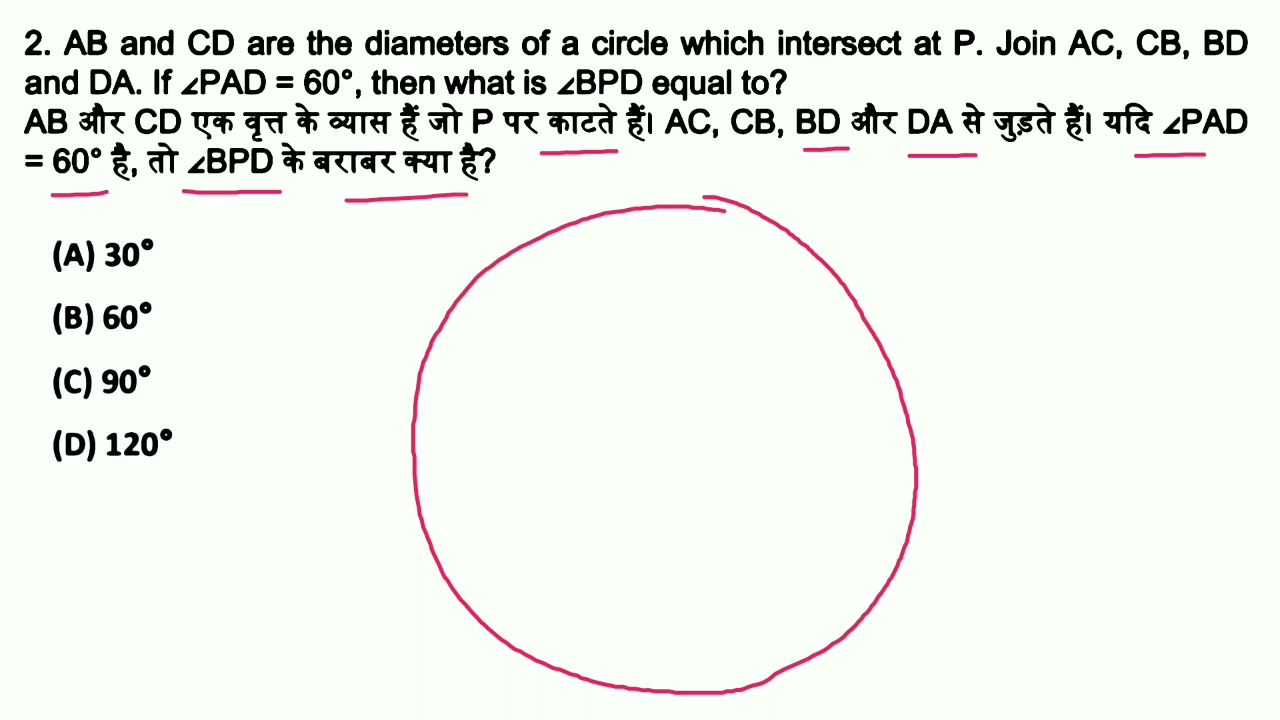 2. AB and CD are the diameters of a circle which intersect at P. Join AC, CB, BD
and DA. If ∠PAD = 60°, then what is ∠BPD equal to?
AB और CD एक वृत्त के व्यास हैं जो P पर काटते हैं। AC, CB, BD और DA से जुड़ते हैं। यदि ∠PAD
= 60° है, तो ∠BPD के बराबर क्या है?
(A) 30°
(B) 60°
(C) 90°
(D) 120°